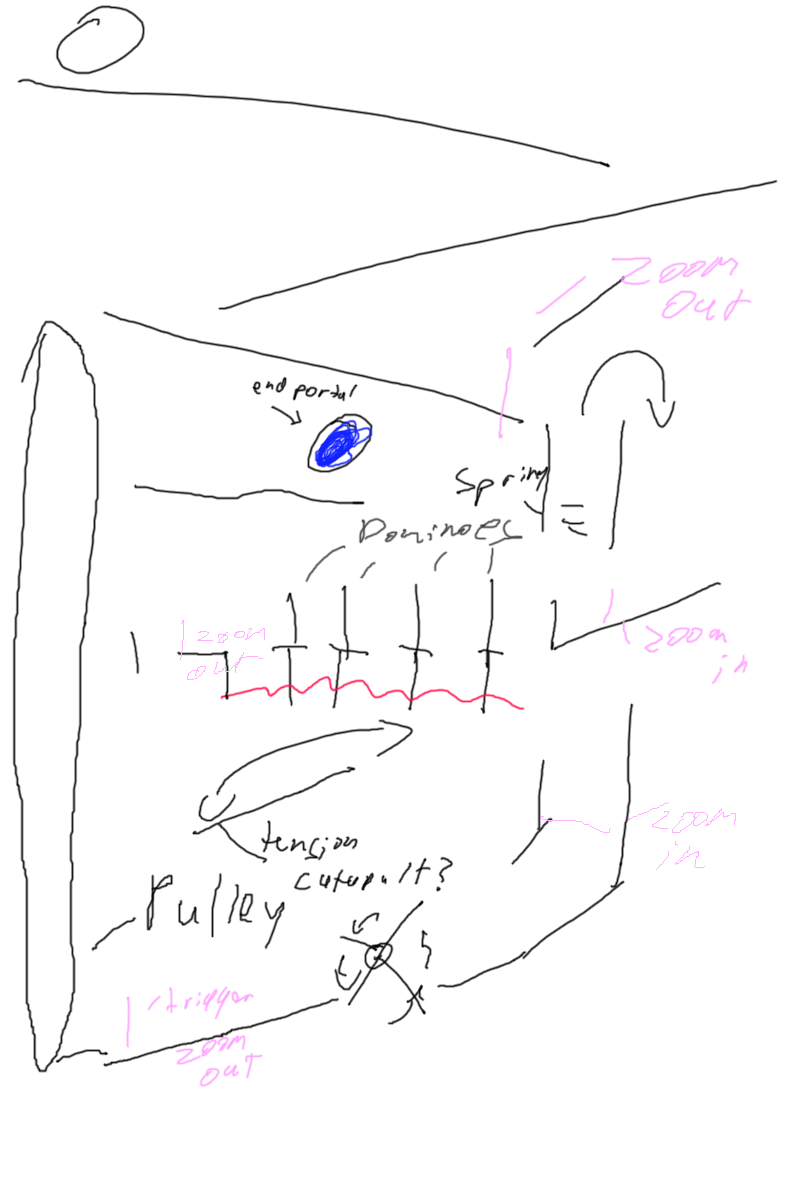 zoom
out
end portal
Spring
Dominoes
zoom
out
zoom
in
tension
catapult?
zoom
in
Pulley
trigger
zoom
out